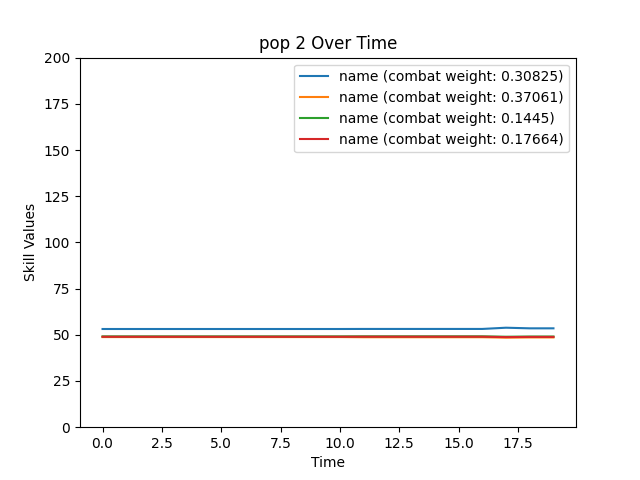 pop 2 Over Time
name (combat weight: 0.30825)
name (combat weight: 0.37061)
name (combat weight: 0.1445)
name (combat weight: 0.17664)
Skill Values
200
175
150
125
100
75
50
25
0
0.0 2.5 5.0 7.5 10.0 12.5 15.0 17.5
Time